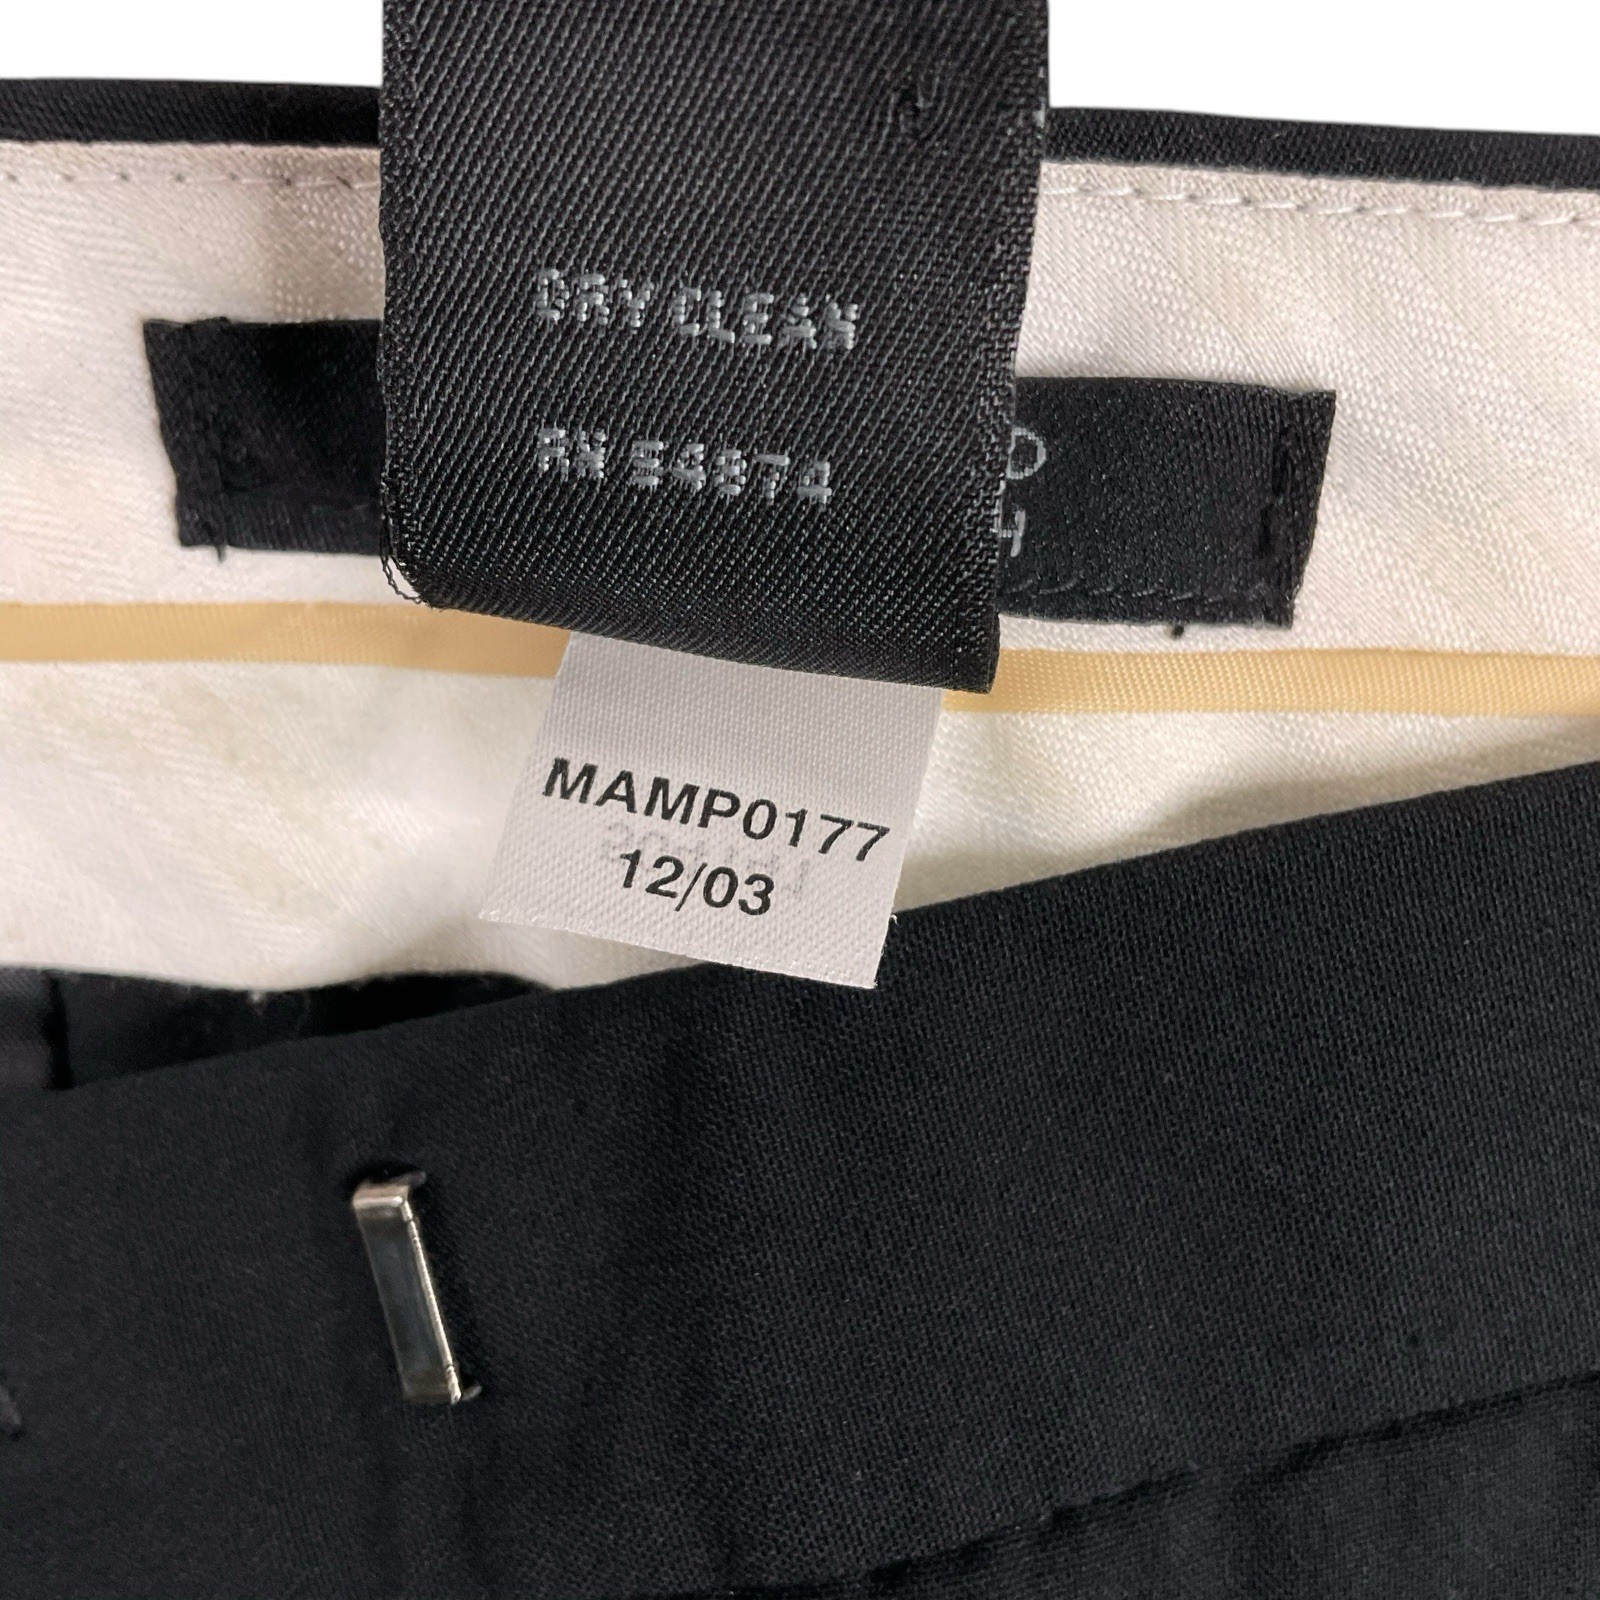 DRY CLEAN
RN 54874
D
H
MAMP0177
12/03